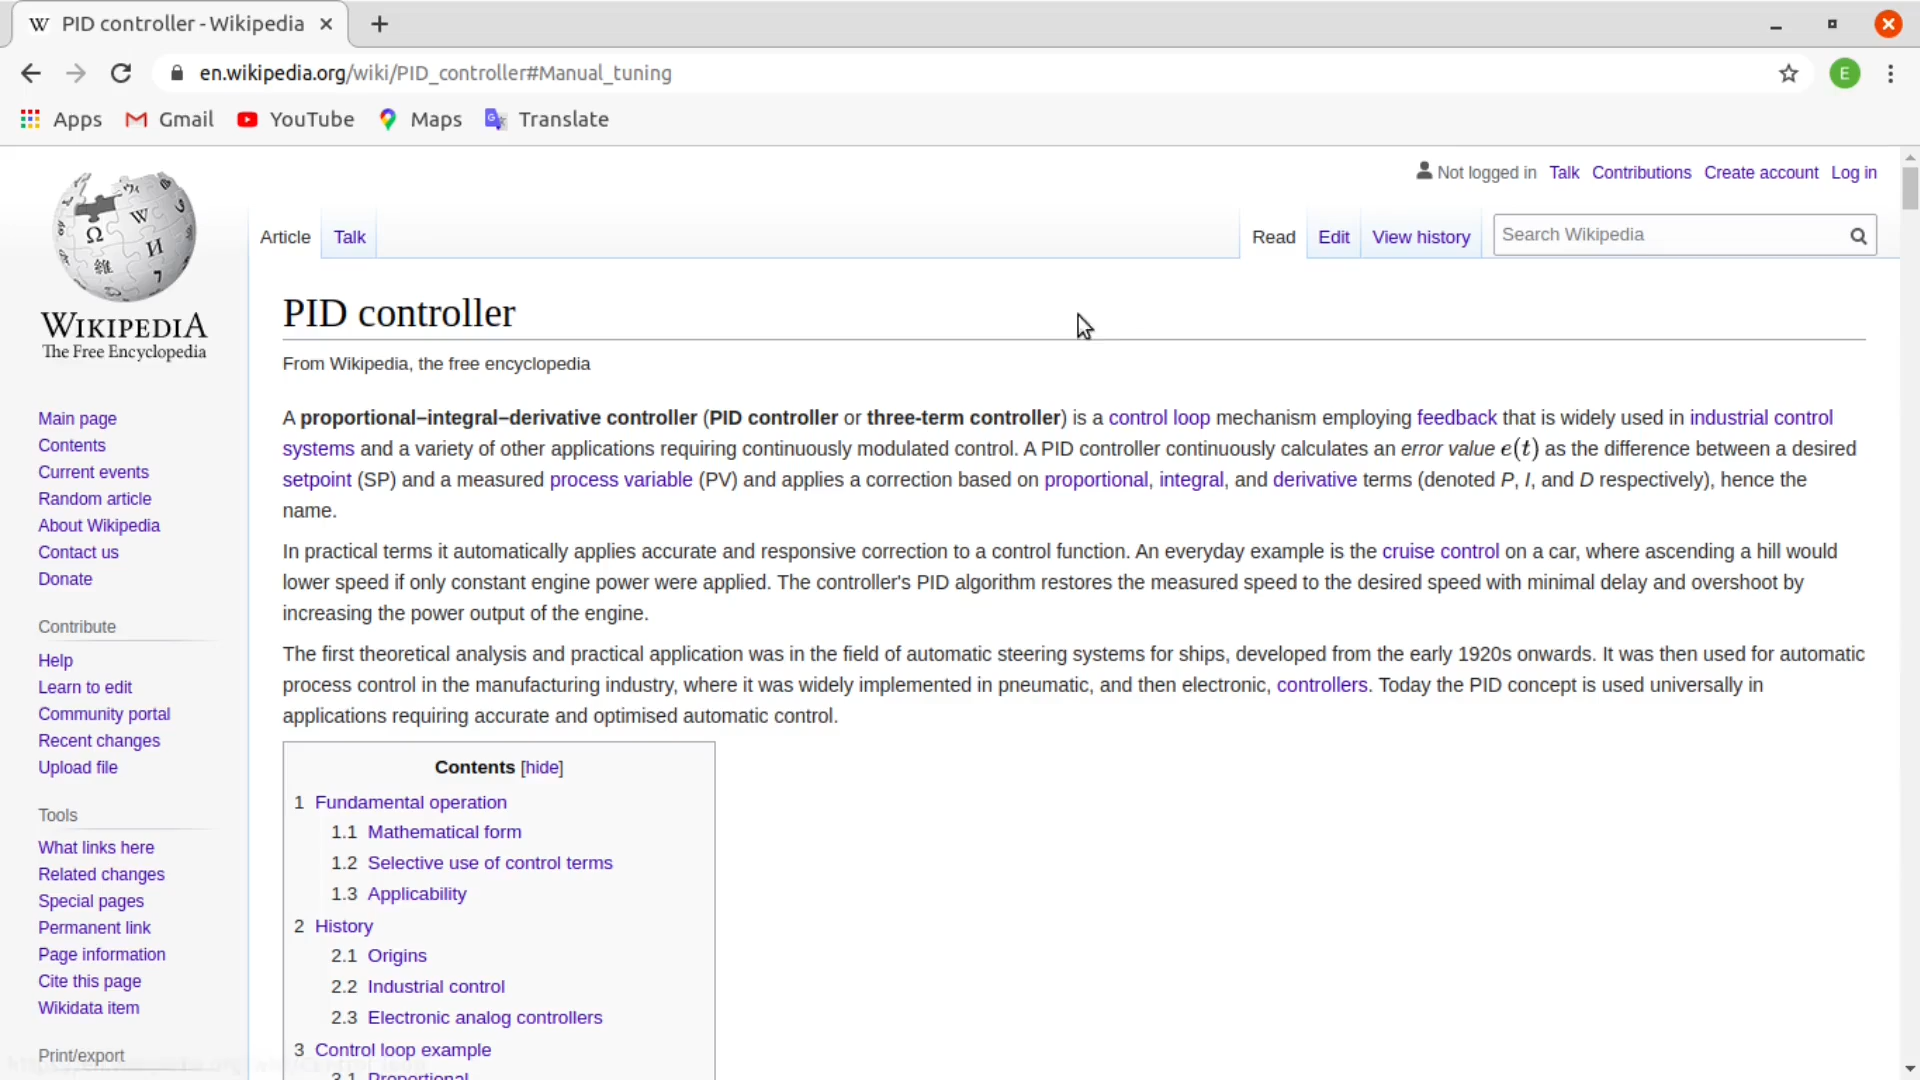 PID controller - Wikipedia
en.wikipedia.org/wiki/PID_controller#Manual_tuning
E
Apps Gmail YouTube Maps Translate
Not logged in Talk Contributions Create account Log in
Article Talk Read Edit View history Search Wikipedia
WIKIPEDIA
The Free Encyclopedia
Main page
Contents
Current events
Random article
About Wikipedia
Contact us
Donate
Contribute
Help
Learn to edit
Community portal
Recent changes
Upload file
Tools
What links here
Related changes
Special pages
Permanent link
Page information
Cite this page
Wikidata item
Print/export
PID controller
From Wikipedia, the free encyclopedia
A proportional–integral–derivative controller (PID controller or three-term controller) is a control loop mechanism employing feedback that is widely used in industrial control
systems and a variety of other applications requiring continuously modulated control. A PID controller continuously calculates an error value e(t) as the difference between a desired
setpoint (SP) and a measured process variable (PV) and applies a correction based on proportional, integral, and derivative terms (denoted P, I, and D respectively), hence the
name.
In practical terms it automatically applies accurate and responsive correction to a control function. An everyday example is the cruise control on a car, where ascending a hill would
lower speed if only constant engine power were applied. The controller's PID algorithm restores the measured speed to the desired speed with minimal delay and overshoot by
increasing the power output of the engine.
The first theoretical analysis and practical application was in the field of automatic steering systems for ships, developed from the early 1920s onwards. It was then used for automatic
process control in the manufacturing industry, where it was widely implemented in pneumatic, and then electronic, controllers. Today the PID concept is used universally in
applications requiring accurate and optimised automatic control.
Contents [hide]
1 Fundamental operation
1.1 Mathematical form
1.2 Selective use of control terms
1.3 Applicability
2 History
2.1 Origins
2.2 Industrial control
2.3 Electronic analog controllers
3 Control loop example
3.1 Proportional